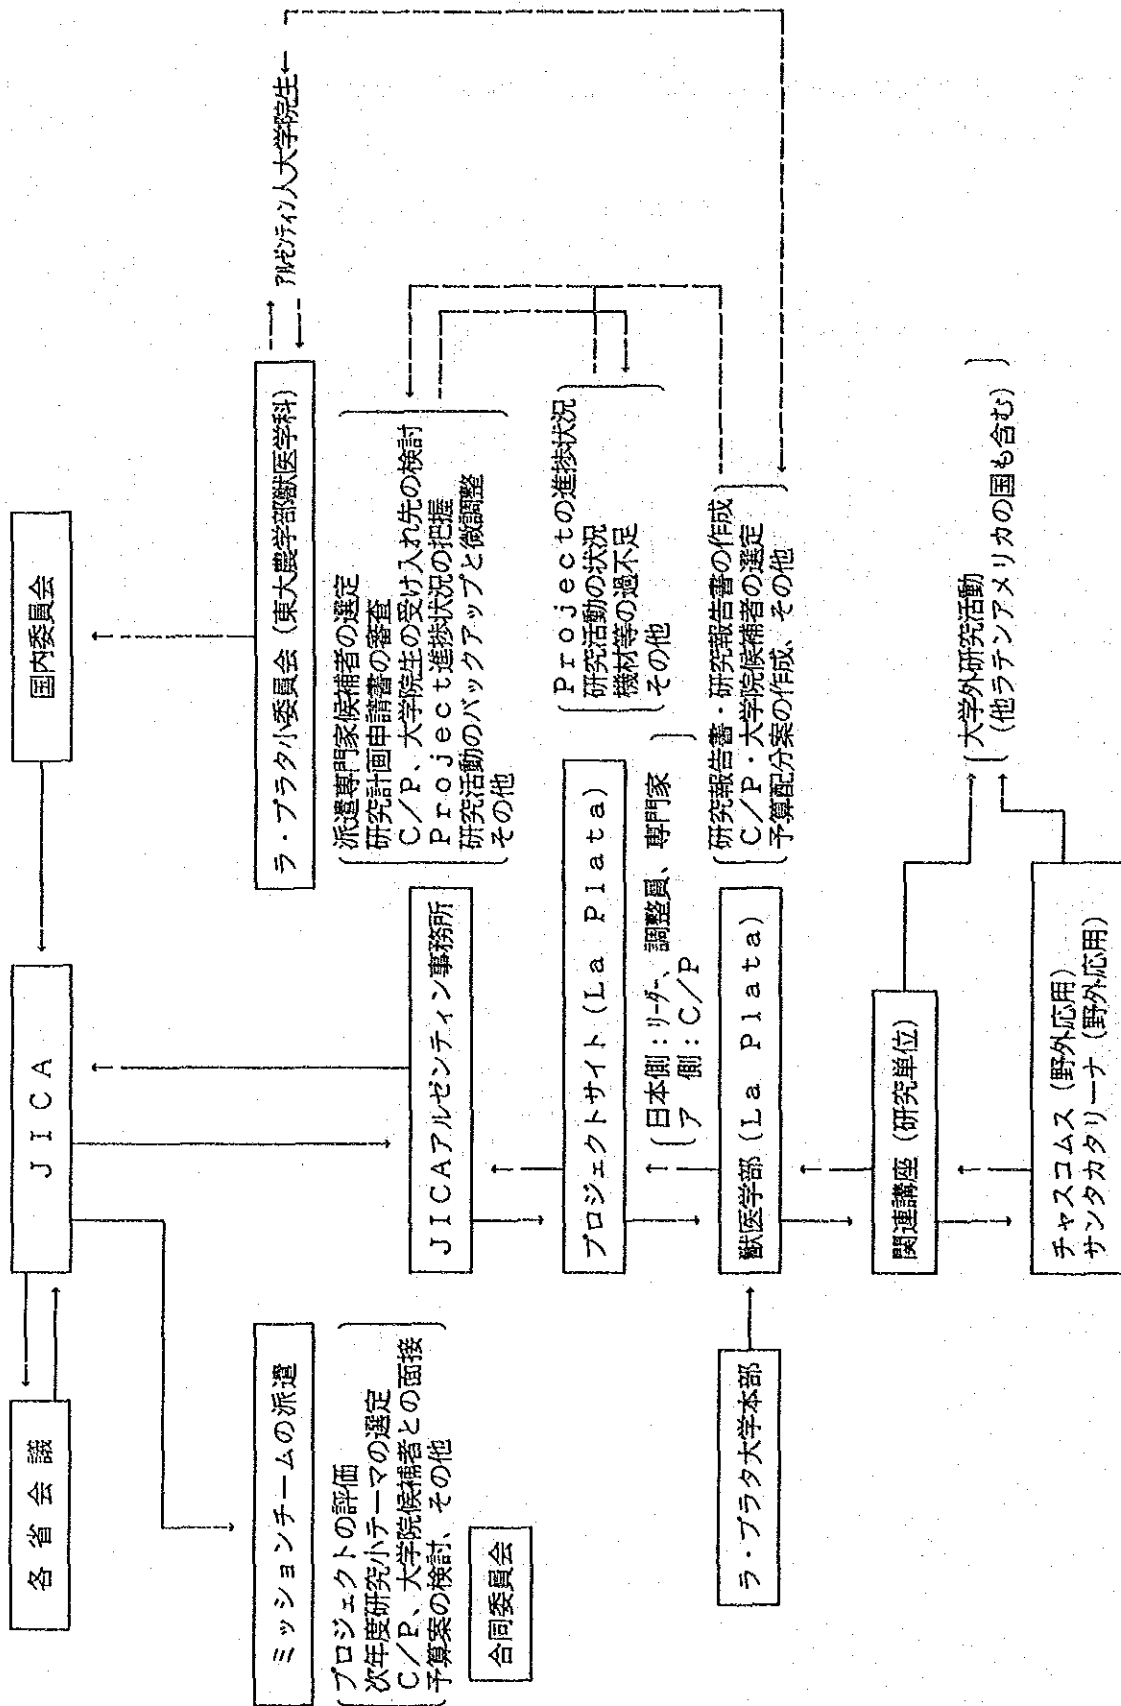 各省会議
ＪＩＣＡ
国内委員会
ミッションチームの派遣
プロジェクトの評価
次年度研究小テーマの選定
Ｃ／Ｐ、大学院候補者との面接
予算案の検討、その他
合同委員会
ラ・プラタ小委員会（東大農学部獣医学科）
アルゼンティン人大学院生
派遣専門家候補者の選定
研究計画申請書の審査
Ｃ／Ｐ、大学院生の受け入れ先の検討
Ｐｒｏｊｅｃｔ進捗状況の把握
研究活動のバックアップと微調整
その他
ＪＩＣＡアルゼンティン事務所
プロジェクトサイト（Ｌａ Ｐｌａｔａ）
日本側：リーダー、調整員、専門家
ア　側：Ｃ／Ｐ
Ｐｒｏｊｅｃｔの進捗状況
研究活動の状況
機材等の過不足
その他
ラ・プラタ大学本部
獣医学部（Ｌａ Ｐｌａｔａ）
研究報告書・研究報告書の作成
Ｃ／Ｐ・大学院候補者の選定
予算配分案の作成、その他
関連講座（研究単位）
大学外研究活動
（他ラテンアメリカの国も含む）
チャスコムス（野外応用）
サンタカタリーナ（野外応用）